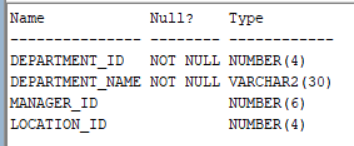 Name            Null?    Type
--------------- -------- ------------
DEPARTMENT_ID   NOT NULL NUMBER(4)
DEPARTMENT_NAME NOT NULL VARCHAR2(30)
MANAGER_ID               NUMBER(6)
LOCATION_ID              NUMBER(4)